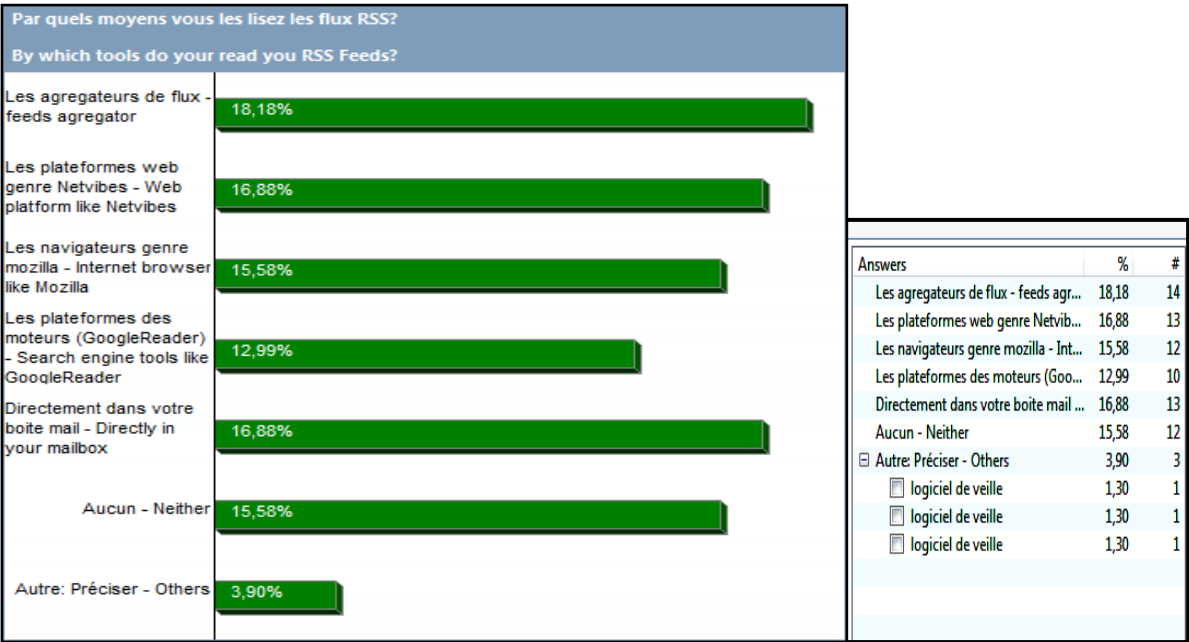 Par quels moyens vous les lisez les flux RSS?
By which tools do your read you RSS Feeds?
Les agregateurs de flux -
feeds agregator
18,18%
Les plateformes web
genre Netvibes - Web
platform like Netvibes
16,88%
Les navigateurs genre
mozilla - Internet browser
like Mozilla
15,58%
Les plateformes des
moteurs (GoogleReader)
- Search engine tools like
GoogleReader
12,99%
Directement dans votre
boite mail - Directly in
your mailbox
16,88%
Aucun - Neither
15,58%
Autre: Préciser - Others
3,90%
Answers % #
Les agregateurs de flux - feeds agr... 18,18 14
Les plateformes web genre Netvib... 16,88 13
Les navigateurs genre mozilla - Int... 15,58 12
Les plateformes des moteurs (Goo... 12,99 10
Directement dans votre boite mail ... 16,88 13
Aucun - Neither 15,58 12
Autre: Préciser - Others 3,90 3
logiciel de veille 1,30 1
logiciel de veille 1,30 1
logiciel de veille 1,30 1